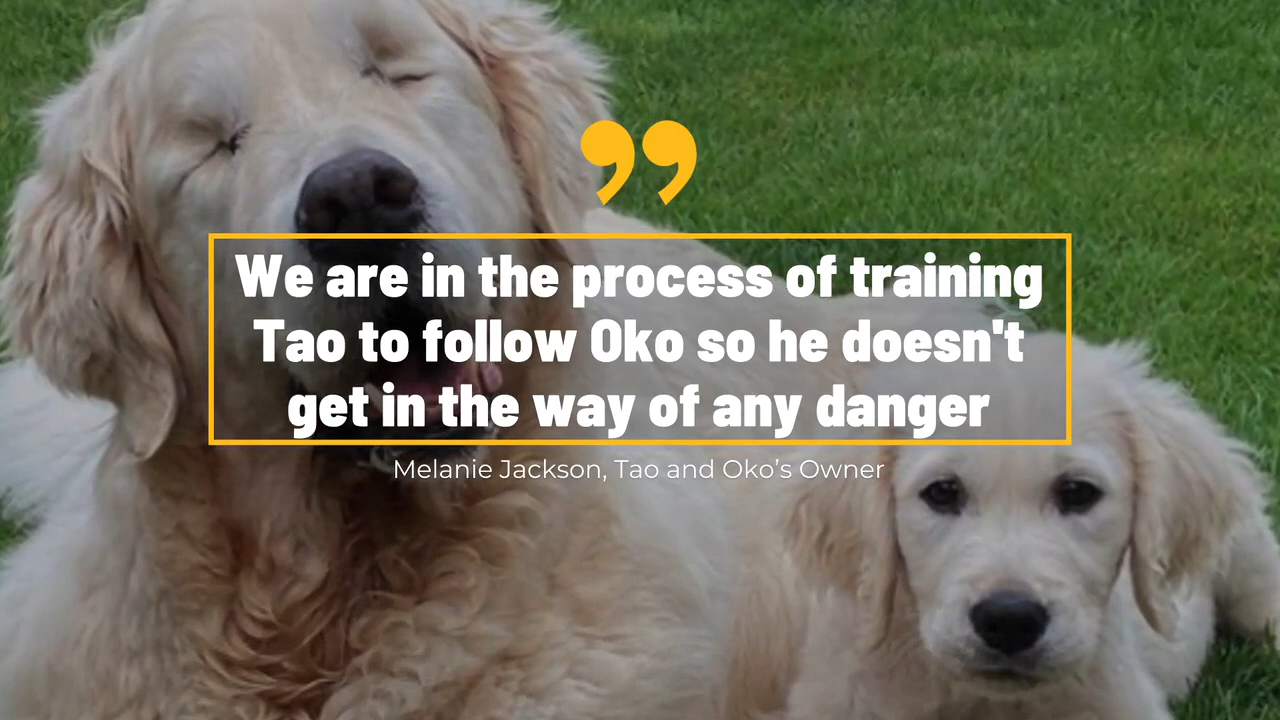 ”
We are in the process of training
Tao to follow Oko so he doesn't
get in the way of any danger
Melanie Jackson, Tao and Oko’s Owner